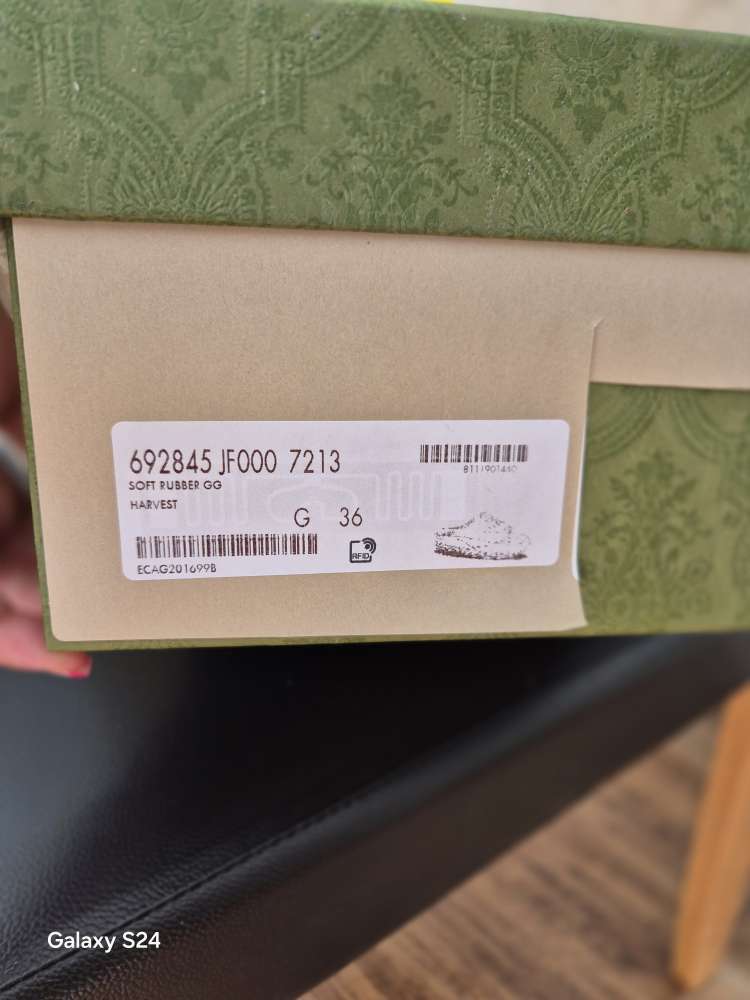 692845 JF000 7213
SOFT RUBBER GG
HARVEST
G 36
ECAG201699B
RFID
Galaxy S24